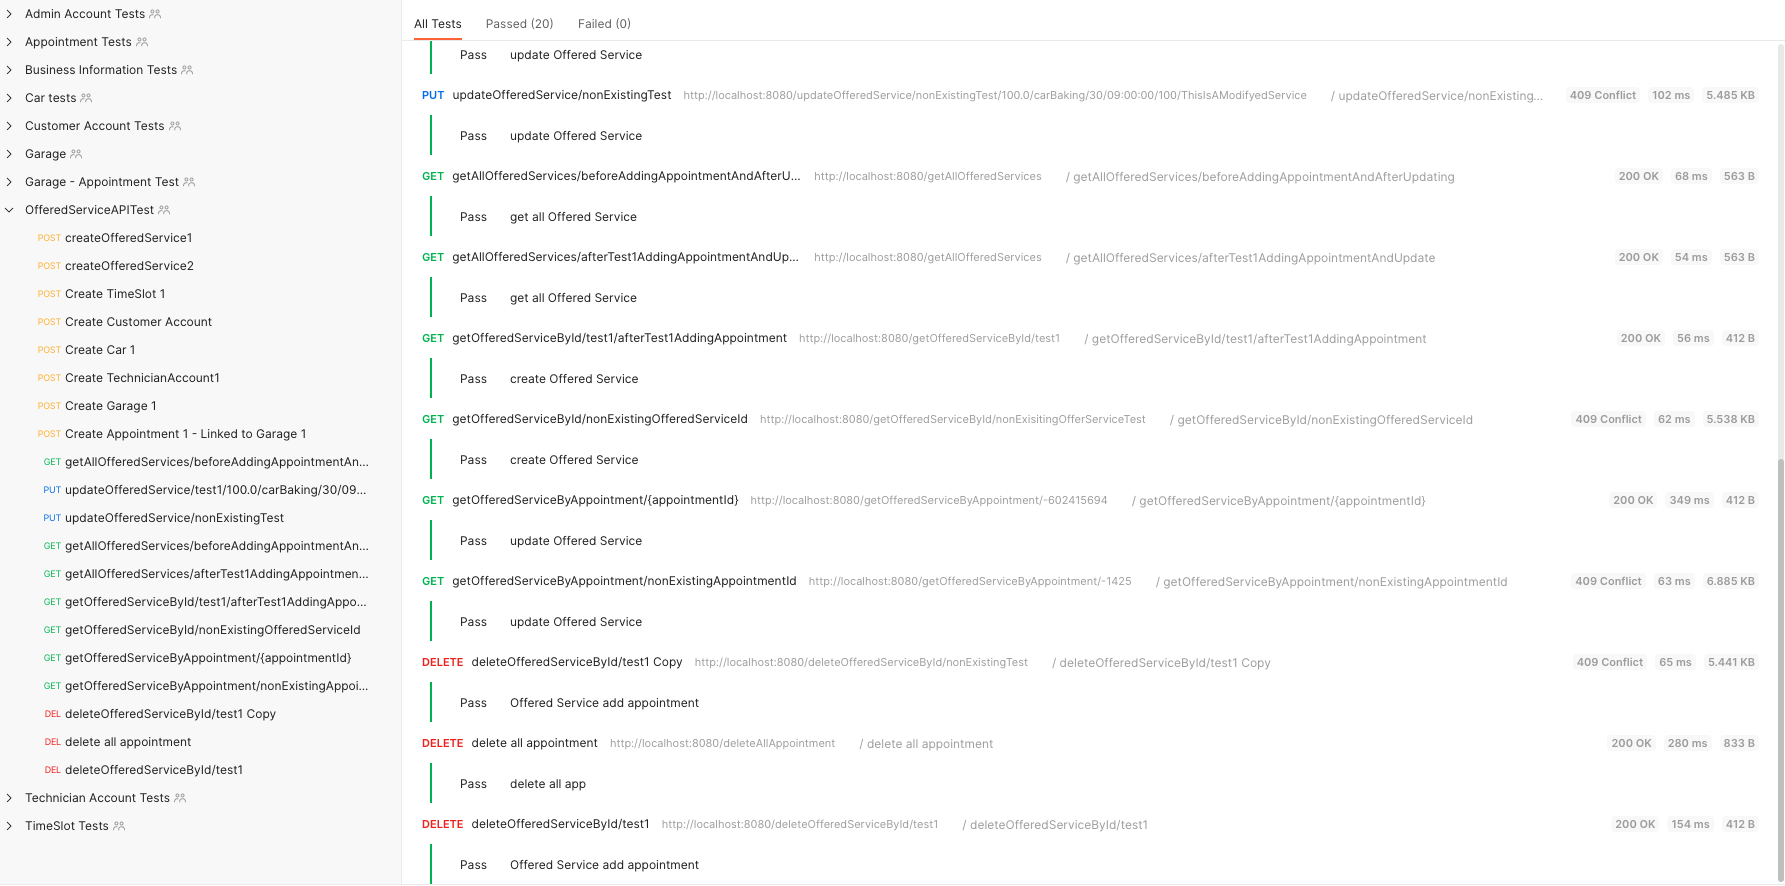 Admin Account Tests
Appointment Tests
Business Information Tests
Car tests
Customer Account Tests
Garage
Garage - Appointment Test
OfferedServiceAPITest
POST createOfferedService1
POST createOfferedService2
POST Create TimeSlot 1
POST Create Customer Account
POST Create Car 1
POST Create TechnicianAccount1
POST Create Garage 1
POST Create Appointment 1 - Linked to Garage 1
GET getAllOfferedServices/beforeAddingAppointmentAn...
PUT updateOfferedService/test1/100.0/carBaking/30/09...
PUT updateOfferedService/nonExistingTest
GET getAllOfferedServices/beforeAddingAppointmentAn...
GET getAllOfferedServices/afterTest1AddingAppointmen...
GET getOfferedServiceById/test1/afterTest1AddingAppo...
GET getOfferedServiceById/nonExistingOfferedServiceId
GET getOfferedServiceByAppointment/{appointmentId}
GET getOfferedServiceByAppointment/nonExistingAppoi...
DEL deleteOfferedServiceById/test1 Copy
DEL delete all appointment
DEL deleteOfferedServiceById/test1
Technician Account Tests
TimeSlot Tests
All Tests Passed (20) Failed (0)
Pass update Offered Service
PUT updateOfferedService/nonExistingTest http://localhost:8080/updateOfferedService/nonExistingTest/100.0/carBaking/30/09:00:00/100/ThisIsAModifyedService / updateOfferedService/nonExisting... 409 Conflict 102 ms 5.485 KB
Pass update Offered Service
GET getAllOfferedServices/beforeAddingAppointmentAndAfterU... http://localhost:8080/getAllOfferedServices / getAllOfferedServices/beforeAddingAppointmentAndAfterUpdating 200 OK 68 ms 563 B
Pass get all Offered Service
GET getAllOfferedServices/afterTest1AddingAppointmentAndUp... http://localhost:8080/getAllOfferedServices / getAllOfferedServices/afterTest1AddingAppointmentAndUpdate 200 OK 54 ms 563 B
Pass get all Offered Service
GET getOfferedServiceById/test1/afterTest1AddingAppointment http://localhost:8080/getOfferedServiceById/test1 / getOfferedServiceById/test1/afterTest1AddingAppointment 200 OK 56 ms 412 B
Pass create Offered Service
GET getOfferedServiceById/nonExistingOfferedServiceId http://localhost:8080/getOfferedServiceById/nonExisitingOfferServiceTest / getOfferedServiceById/nonExistingOfferedServiceId 409 Conflict 62 ms 5.538 KB
Pass create Offered Service
GET getOfferedServiceByAppointment/{appointmentId} http://localhost:8080/getOfferedServiceByAppointment/-602415694 / getOfferedServiceByAppointment/{appointmentId} 200 OK 349 ms 412 B
Pass update Offered Service
GET getOfferedServiceByAppointment/nonExistingAppointmentId http://localhost:8080/getOfferedServiceByAppointment/-1425 / getOfferedServiceByAppointment/nonExistingAppointmentId 409 Conflict 63 ms 6.885 KB
Pass update Offered Service
DELETE deleteOfferedServiceById/test1 Copy http://localhost:8080/deleteOfferedServiceById/nonExistingTest / deleteOfferedServiceById/test1 Copy 409 Conflict 65 ms 5.441 KB
Pass Offered Service add appointment
DELETE delete all appointment http://localhost:8080/deleteAllAppointment / delete all appointment 200 OK 280 ms 833 B
Pass delete all app
DELETE deleteOfferedServiceById/test1 http://localhost:8080/deleteOfferedServiceById/test1 / deleteOfferedServiceById/test1 200 OK 154 ms 412 B
Pass Offered Service add appointment